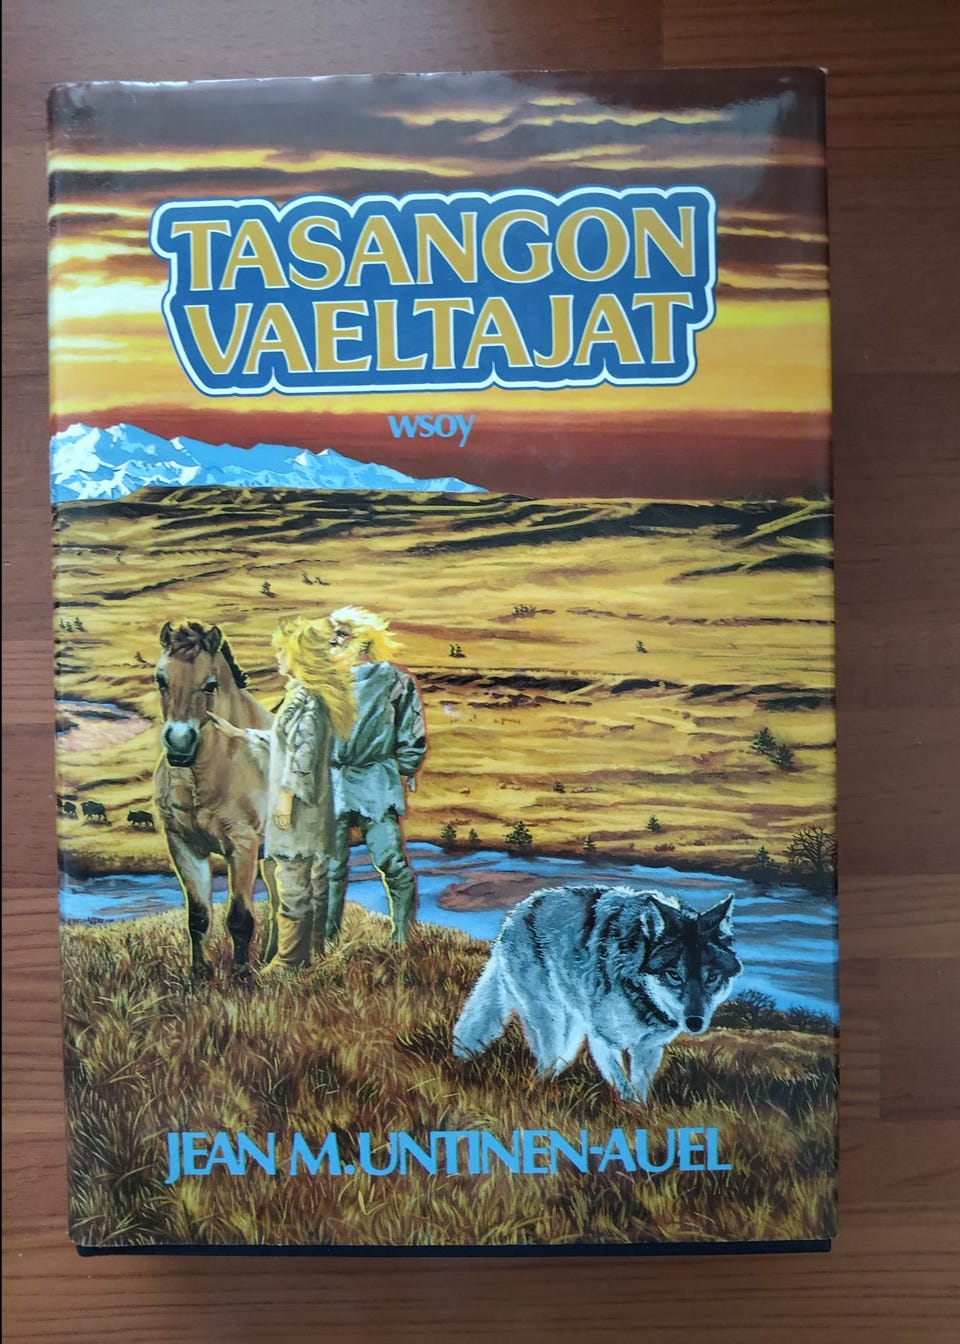 TASANGON
VAELTAJAT
wsoy
JEAN M. UNTINEN-AUEL